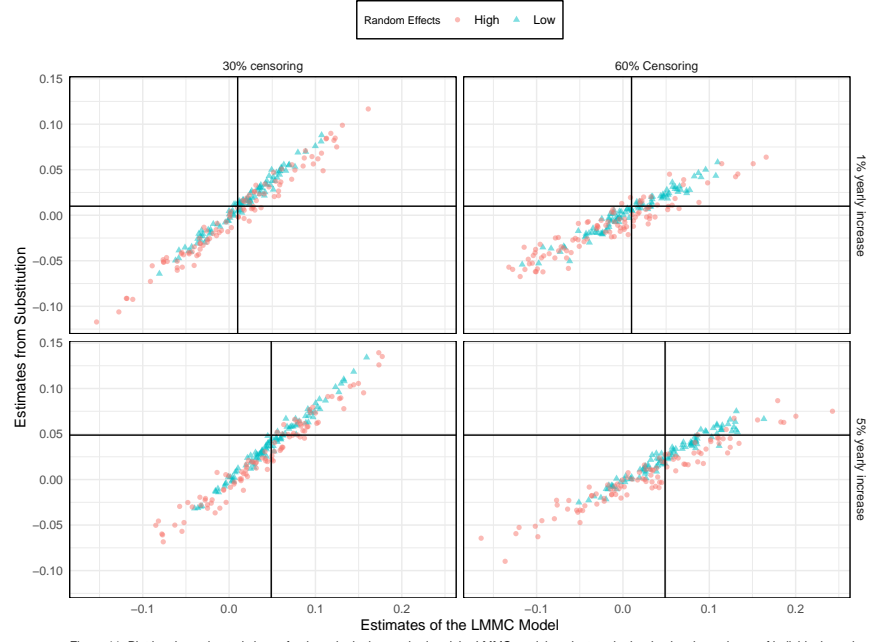 Random Effects High Low
30% censoring
60% Censoring
0.15
0.10
0.05
0.00
−0.05
−0.10
1% yearly increase
0.15
0.10
0.05
0.00
−0.05
−0.10
5% yearly increase
Estimates from Substitution
−0.1 0.0 0.1 0.2
−0.1 0.0 0.1 0.2
Estimates of the LMMC Model